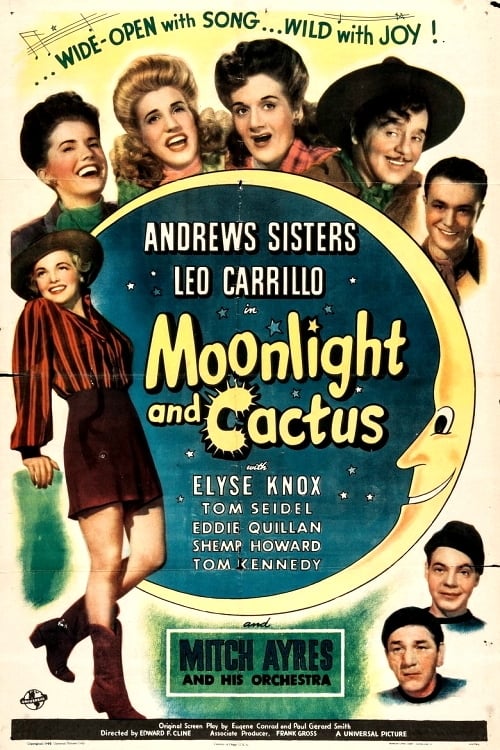 ...WIDE-OPEN with SONG...WILD with JOY!
ANDREWS SISTERS
LEO CARRILLO
in
Moonlight
and Cactus
with
ELYSE KNOX
TOM SEIDEL
EDDIE QUILLAN
SHEMP HOWARD
TOM KENNEDY
and
MITCH AYRES
AND HIS ORCHESTRA
Original Screen Play by Eugene Conrad and Paul Gerard Smith
Directed by EDWARD F. CLINE Associate Producer, FRANK GROSS A UNIVERSAL PICTURE